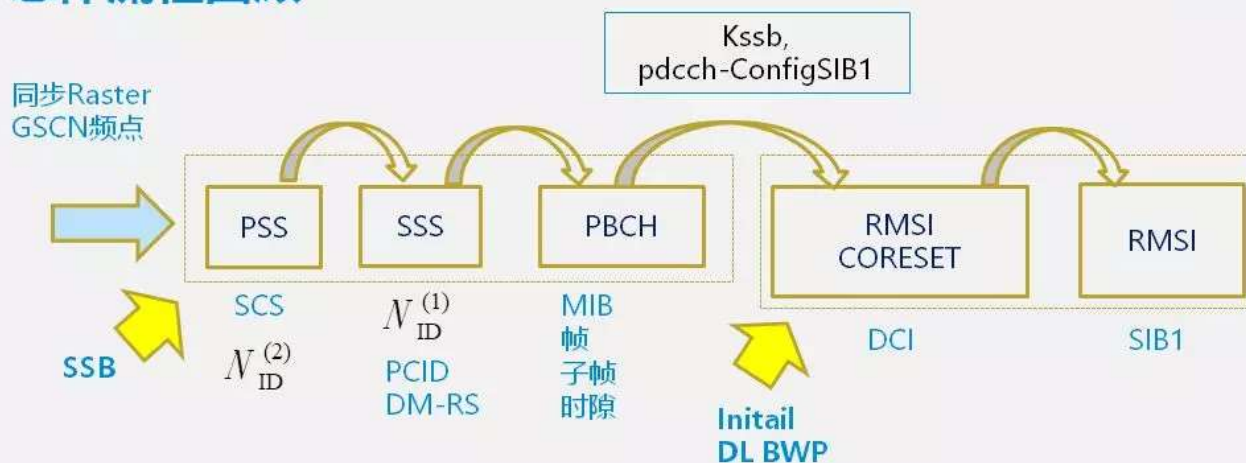 Kssb,
pdcch-ConfigSIB1
同步Raster
GSCN频点
PSS
SSS
PBCH
RMSI
CORESET
RMSI
SCS
N ID (2)
N ID (1)
PCID
DM-RS
MIB
帧
子帧
时隙
DCI
SIB1
SSB
Initail
DL BWP